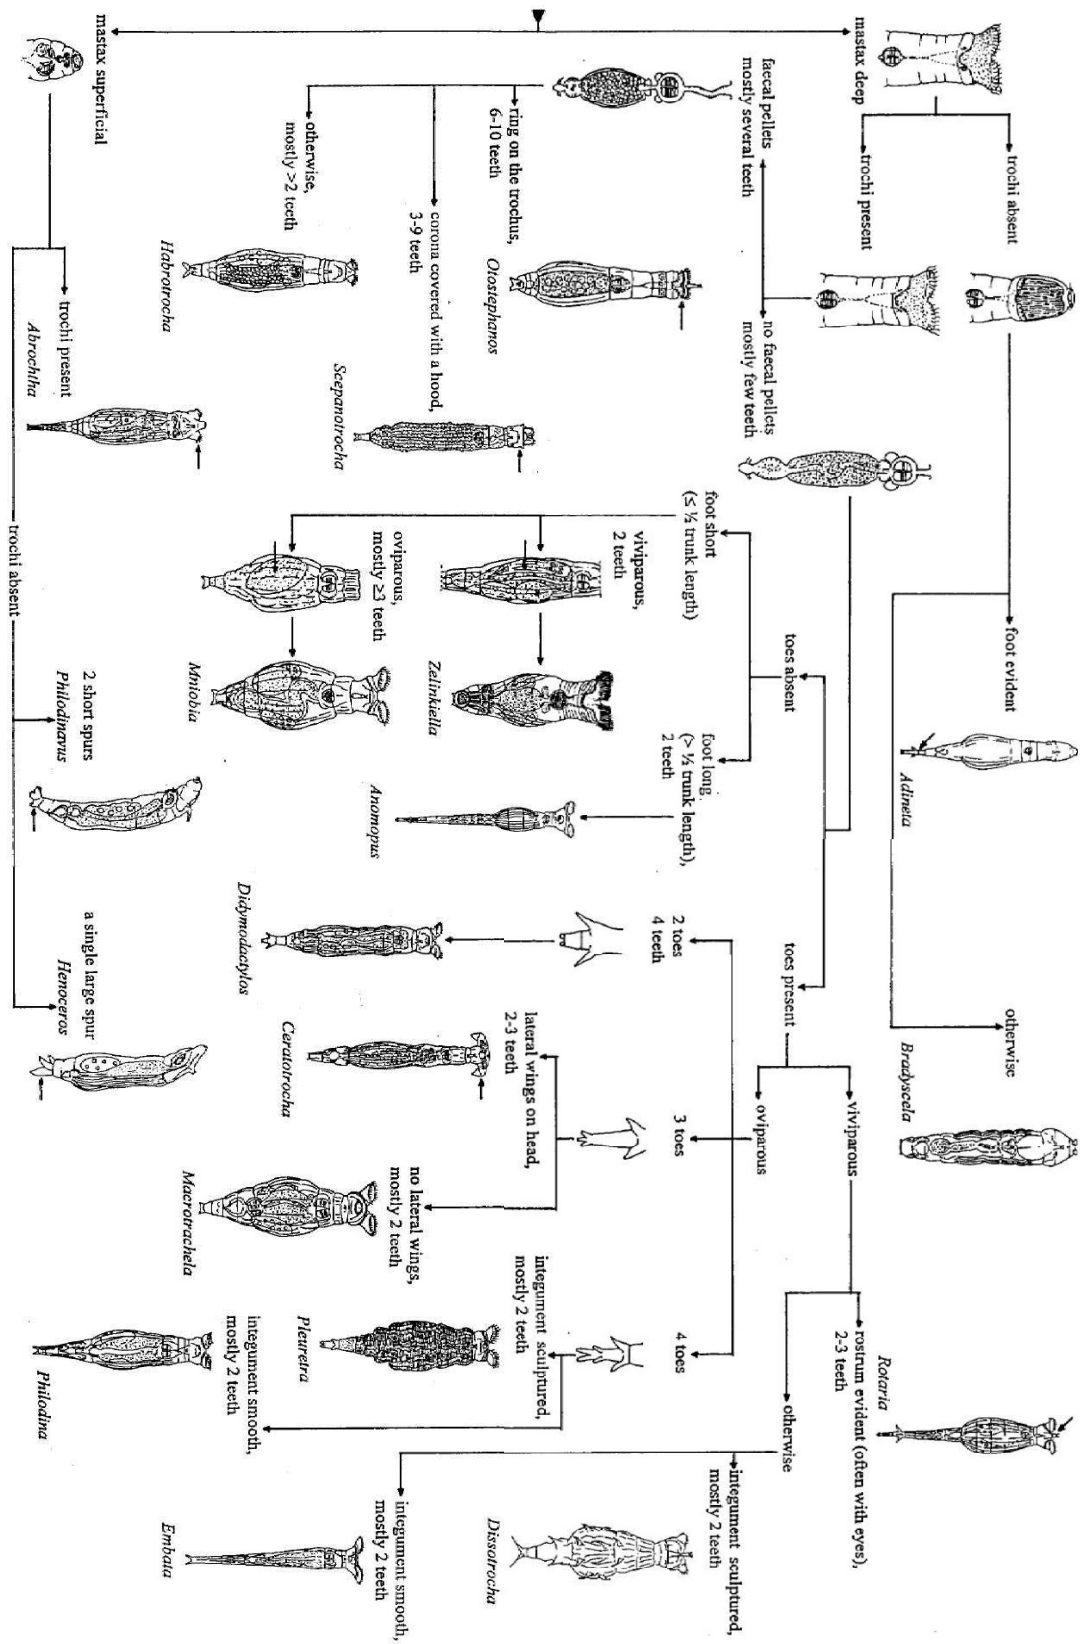 mastax superficial
mastax deep
trochi absent
trochi present
faecal pellets
mostly several teeth
no faecal pellets
mostly few teeth
ring on the trochus,
6-10 teeth
Otostephanos
corona covered with a hood,
3-9 teeth
Scepanotrocha
otherwise,
mostly >2 teeth
Habrotrocha
trochi present
Abrochtha
trochi absent
2 short spurs
Philodinavus
a single large spur
Henoceros
foot evident
Adineta
otherwise
Bradyscela
toes absent
foot short
(≤ ½ trunk length)
viviparous,
2 teeth
Zelinkiella
oviparous,
mostly ≥3 teeth
Mniobia
foot long
(> ½ trunk length),
2 teeth
Anomopus
toes present
oviparous
viviparous
2 toes
4 teeth
Didymodactylos
3 toes
lateral wings on head,
2-3 teeth
Ceratotrocha
no lateral wings,
mostly 2 teeth
Macrotrachela
4 toes
integument sculptured,
mostly 2 teeth
Pleuretra
integument smooth,
mostly 2 teeth
Philodina
Rotaria
rostrum evident (often with eyes),
2-3 teeth
otherwise
integument sculptured,
mostly 2 teeth
Dissotrocha
integument smooth,
mostly 2 teeth
Embata